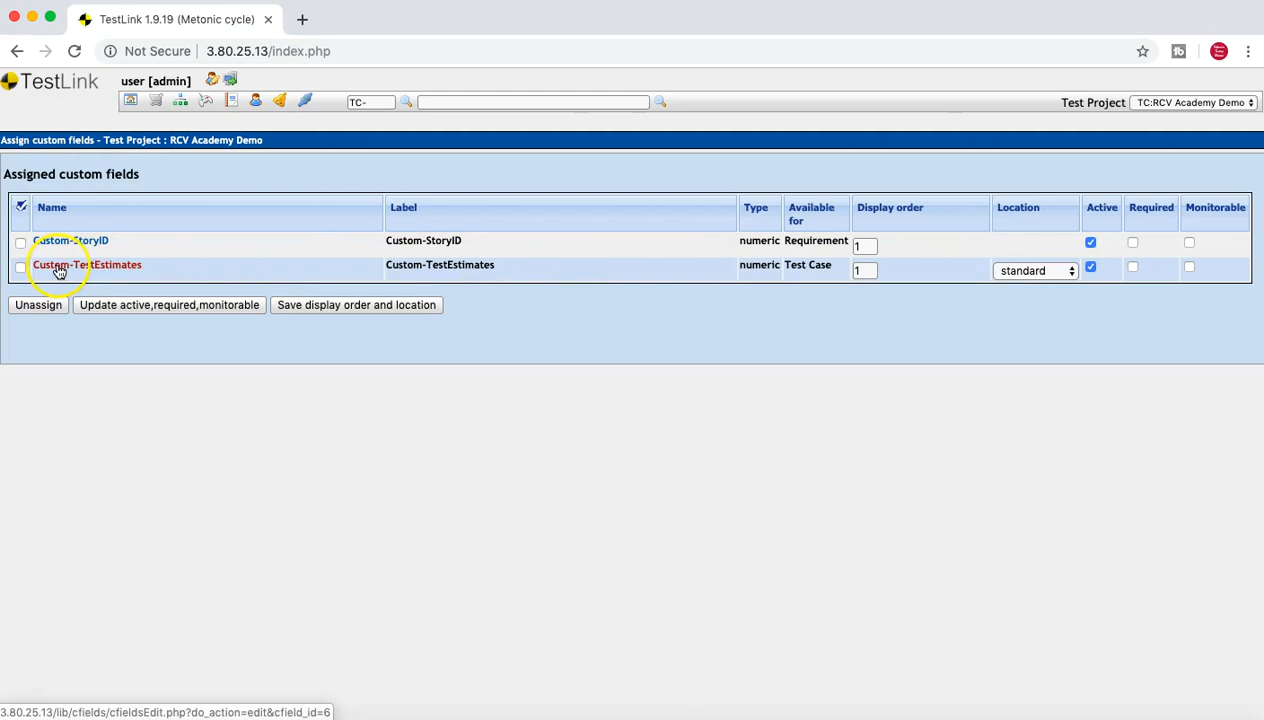 TestLink 1.9.19 (Metonic cycle)
Not Secure 3.80.25.13/index.php
TestLink user [admin]
TC- Test Project TC:RCV Academy Demo
Assign custom fields - Test Project : RCV Academy Demo
Assigned custom fields
Name Label Type Available for Display order Location Active Required Monitorable
Custom-StoryID Custom-StoryID numeric Requirement 1
Custom-TestEstimates Custom-TestEstimates numeric Test Case 1 standard
Unassign Update active,required,monitorable Save display order and location
3.80.25.13/lib/cfields/cfieldsEdit.php?do_action=edit&cfield_id=6